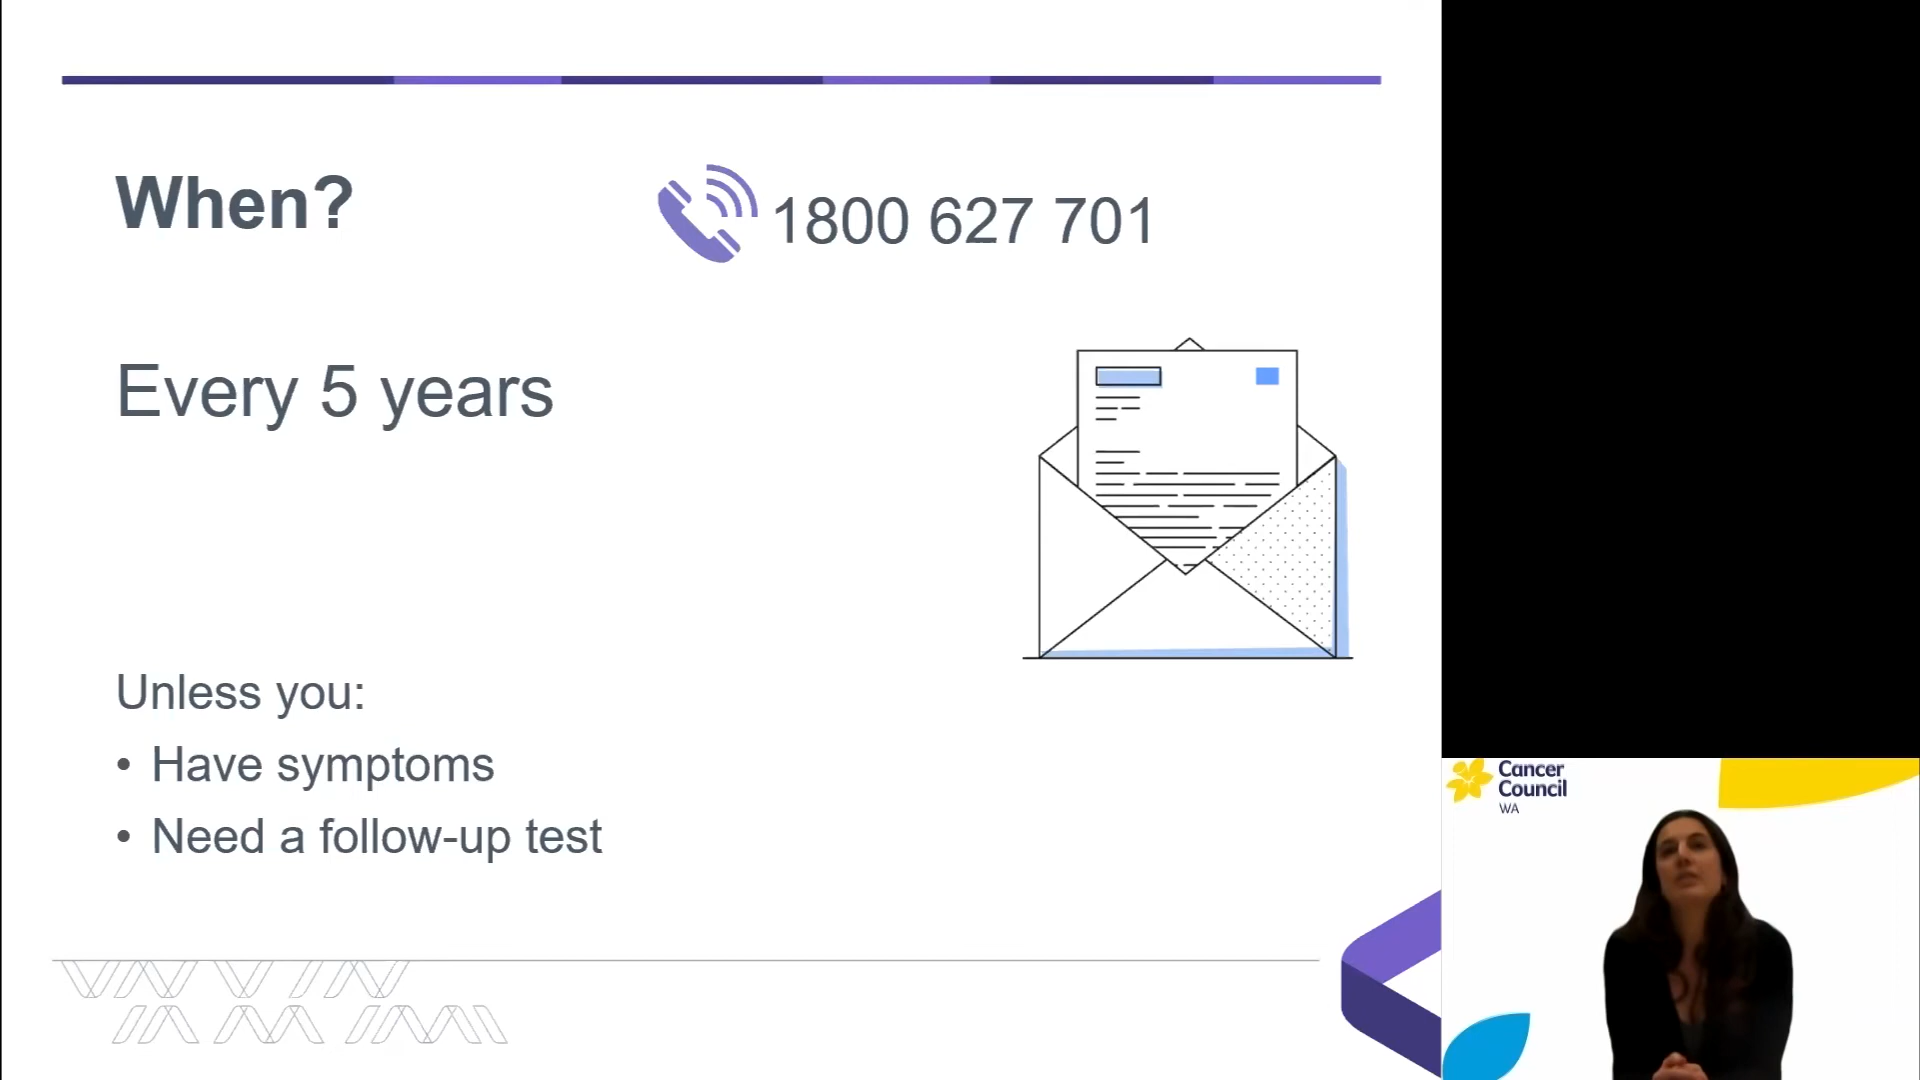 When?
1800 627 701
Every 5 years
Unless you:
• Have symptoms
• Need a follow-up test
Cancer
Council
WA